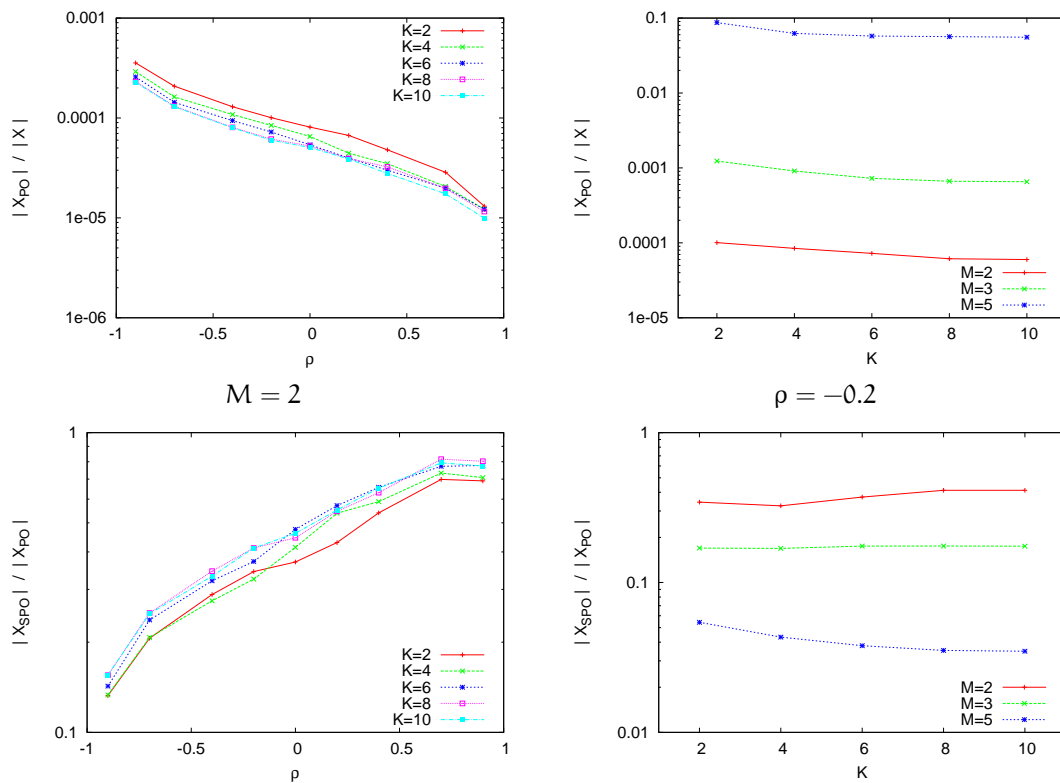 0.001
0.0001
1e-05
1e-06
| X_PO | / | X |
K=2
K=4
K=6
K=8
K=10
-1 -0.5 0 0.5 1
ρ
M = 2
0.1
0.01
0.001
0.0001
1e-05
| X_PO | / | X |
M=2
M=3
M=5
2 4 6 8 10
K
ρ = −0.2
1
0.1
| X_SPO | / | X_PO |
K=2
K=4
K=6
K=8
K=10
-1 -0.5 0 0.5 1
ρ
1
0.1
0.01
| X_SPO | / | X_PO |
M=2
M=3
M=5
2 4 6 8 10
K